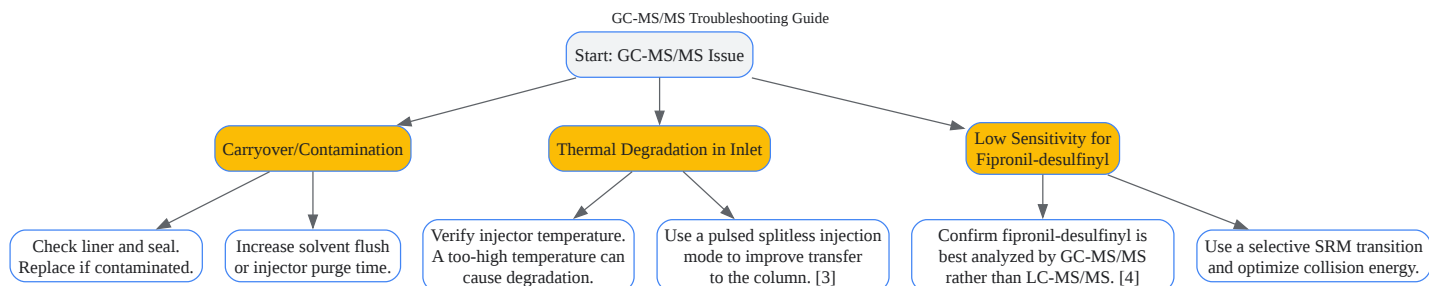 GC-MS/MS Troubleshooting Guide
Start: GC-MS/MS Issue
Carryover/Contamination
Thermal Degradation in Inlet
Low Sensitivity for
Fipronil-desulfinyl
Check liner and seal.
Replace if contaminated.
Increase solvent flush
or injector purge time.
Verify injector temperature.
A too-high temperature can
cause degradation.
Use a pulsed splitless injection
mode to improve transfer
to the column. [3]
Confirm fipronil-desulfinyl is
best analyzed by GC-MS/MS
rather than LC-MS/MS. [4]
Use a selective SRM transition
and optimize collision energy.